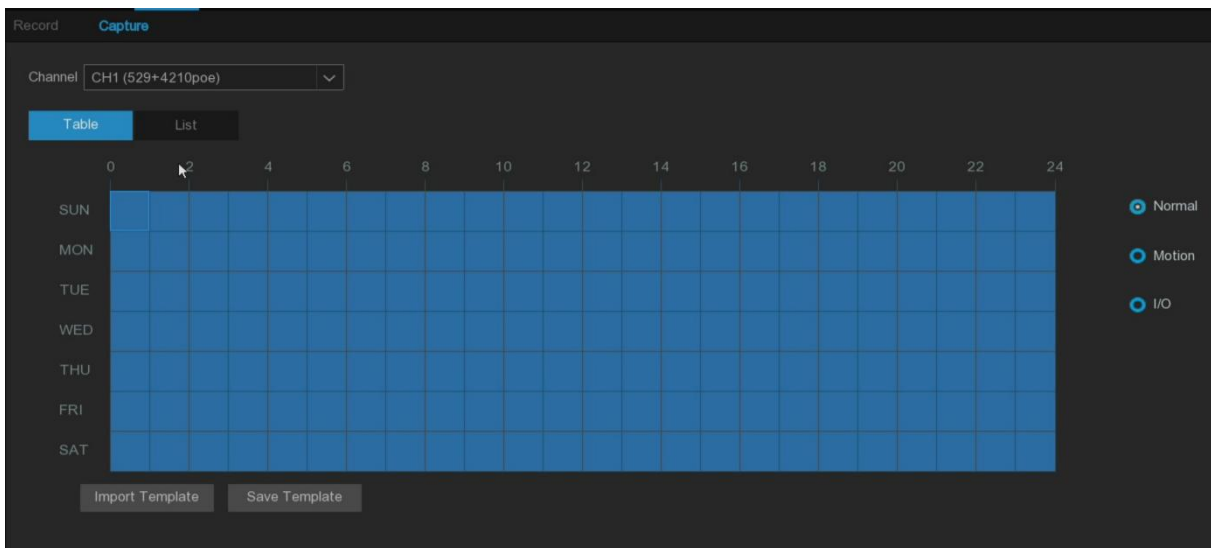 Record Capture
Channel CH1 (529+4210poe)
Table List
0 2 4 6 8 10 12 14 16 18 20 22 24
SUN
MON
TUE
WED
THU
FRI
SAT
Normal
Motion
I/O
Import Template Save Template